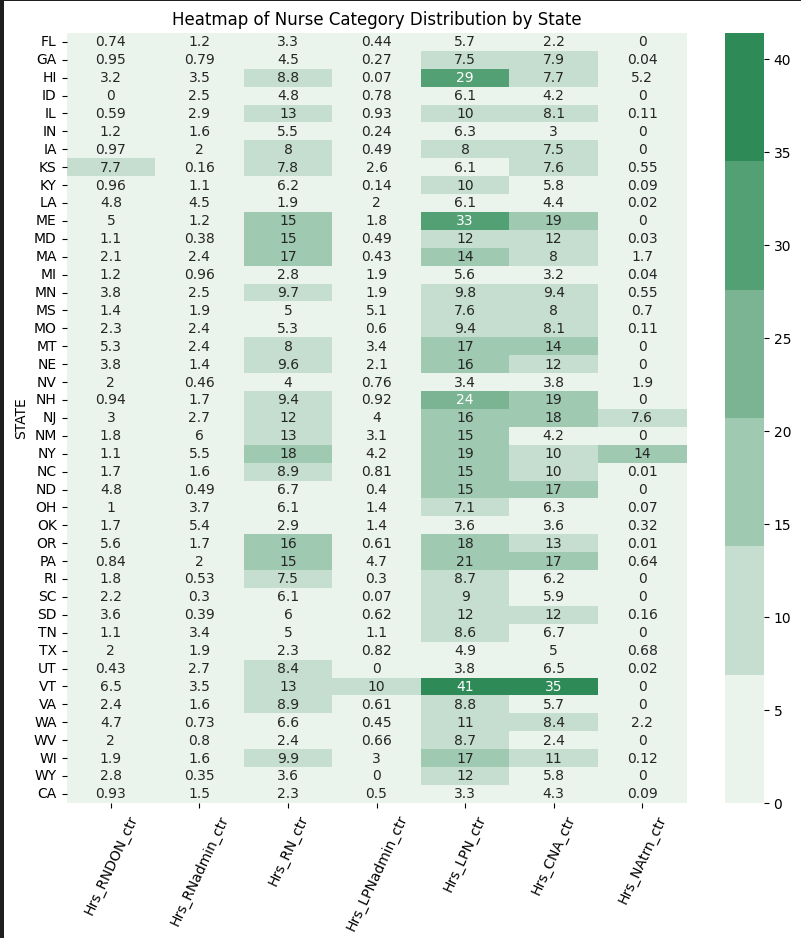 Heatmap of Nurse Category Distribution by State
STATE
FL 0.74 1.2 3.3 0.44 5.7 2.2 0
GA 0.95 0.79 4.5 0.27 7.5 7.9 0.04
HI 3.2 3.5 8.8 0.07 29 7.7 5.2
ID 0 2.5 4.8 0.78 6.1 4.2 0
IL 0.59 2.9 13 0.93 10 8.1 0.11
IN 1.2 1.6 5.5 0.24 6.3 3 0
IA 0.97 2 8 0.49 8 7.5 0
KS 7.7 0.16 7.8 2.6 6.1 7.6 0.55
KY 0.96 1.1 6.2 0.14 10 5.8 0.09
LA 4.8 4.5 1.9 2 6.1 4.4 0.02
ME 5 1.2 15 1.8 33 19 0
MD 1.1 0.38 15 0.49 12 12 0.03
MA 2.1 2.4 17 0.43 14 8 1.7
MI 1.2 0.96 2.8 1.9 5.6 3.2 0.04
MN 3.8 2.5 9.7 1.9 9.8 9.4 0.55
MS 1.4 1.9 5 5.1 7.6 8 0.7
MO 2.3 2.4 5.3 0.6 9.4 8.1 0.11
MT 5.3 2.4 8 3.4 17 14 0
NE 3.8 1.4 9.6 2.1 16 12 0
NV 2 0.46 4 0.76 3.4 3.8 1.9
NH 0.94 1.7 9.4 0.92 24 19 0
NJ 3 2.7 12 4 16 18 7.6
NM 1.8 6 13 3.1 15 4.2 0
NY 1.1 5.5 18 4.2 19 10 14
NC 1.7 1.6 8.9 0.81 15 10 0.01
ND 4.8 0.49 6.7 0.4 15 17 0
OH 1 3.7 6.1 1.4 7.1 6.3 0.07
OK 1.7 5.4 2.9 1.4 3.6 3.6 0.32
OR 5.6 1.7 16 0.61 18 13 0.01
PA 0.84 2 15 4.7 21 17 0.64
RI 1.8 0.53 7.5 0.3 8.7 6.2 0
SC 2.2 0.3 6.1 0.07 9 5.9 0
SD 3.6 0.39 6 0.62 12 12 0.16
TN 1.1 3.4 5 1.1 8.6 6.7 0
TX 2 1.9 2.3 0.82 4.9 5 0.68
UT 0.43 2.7 8.4 0 3.8 6.5 0.02
VT 6.5 3.5 13 10 41 35 0
VA 2.4 1.6 8.9 0.61 8.8 5.7 0
WA 4.7 0.73 6.6 0.45 11 8.4 2.2
WV 2 0.8 2.4 0.66 8.7 2.4 0
WI 1.9 1.6 9.9 3 17 11 0.12
WY 2.8 0.35 3.6 0 12 5.8 0
CA 0.93 1.5 2.3 0.5 3.3 4.3 0.09
Hrs_RNDON_ctr
Hrs_RNadmin_ctr
Hrs_RN_ctr
Hrs_LPNadmin_ctr
Hrs_LPN_ctr
Hrs_CNA_ctr
Hrs_NAtrn_ctr
40
35
30
25
20
15
10
5
0